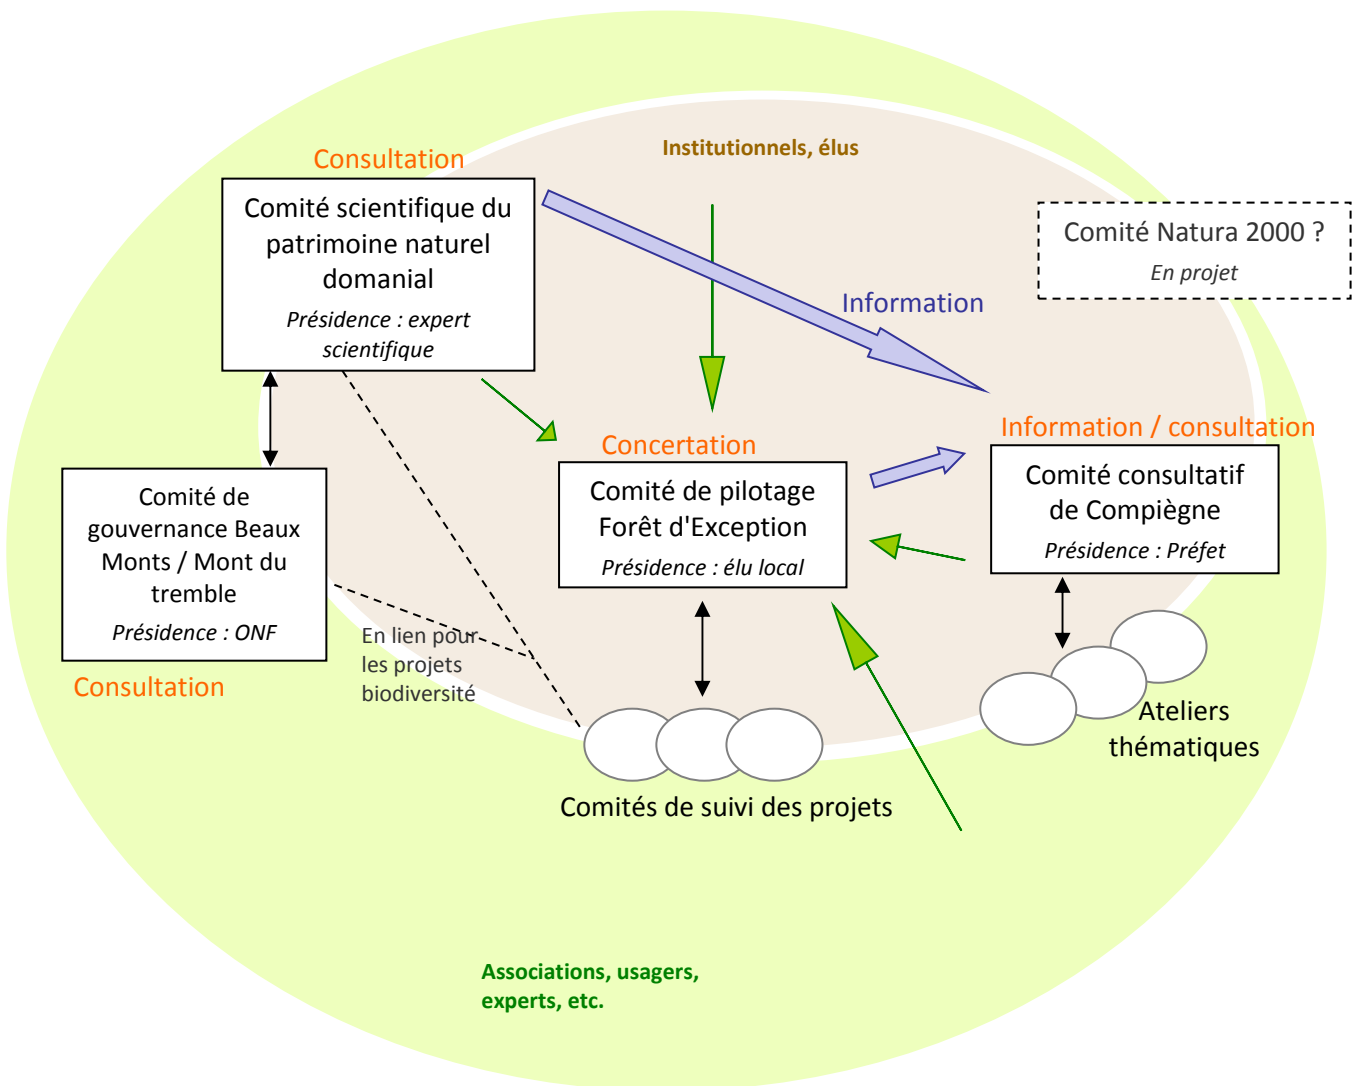 Institutionnels, élus
Consultation
Comité scientifique du
patrimoine naturel
domanial
Présidence : expert
scientifique
Comité Natura 2000 ?
En projet
Information
Information / consultation
Comité consultatif
de Compiègne
Présidence : Préfet
Concertation
Comité de pilotage
Forêt d'Exception
Présidence : élu local
Comité de
gouvernance Beaux
Monts / Mont du
tremble
Présidence : ONF
Consultation
En lien pour
les projets
biodiversité
Ateliers
thématiques
Comités de suivi des projets
Associations, usagers,
experts, etc.